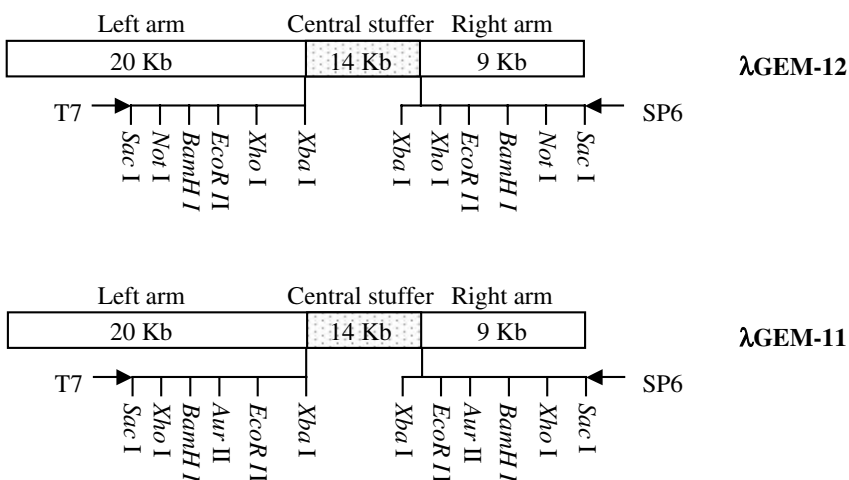 Left arm Central stuffer Right arm
20 Kb 14 Kb 9 Kb λGEM-12
T7 SP6
Sac I Not I BamH I EcoR II Xho I Xba I Xba I Xho I EcoR II BamH I Not I Sac I
Left arm Central stuffer Right arm
20 Kb 14 Kb 9 Kb λGEM-11
T7 SP6
Sac I Xho I BamH I Aur II EcoR II Xba I Xba I EcoR II Aur II BamH I Xho I Sac I